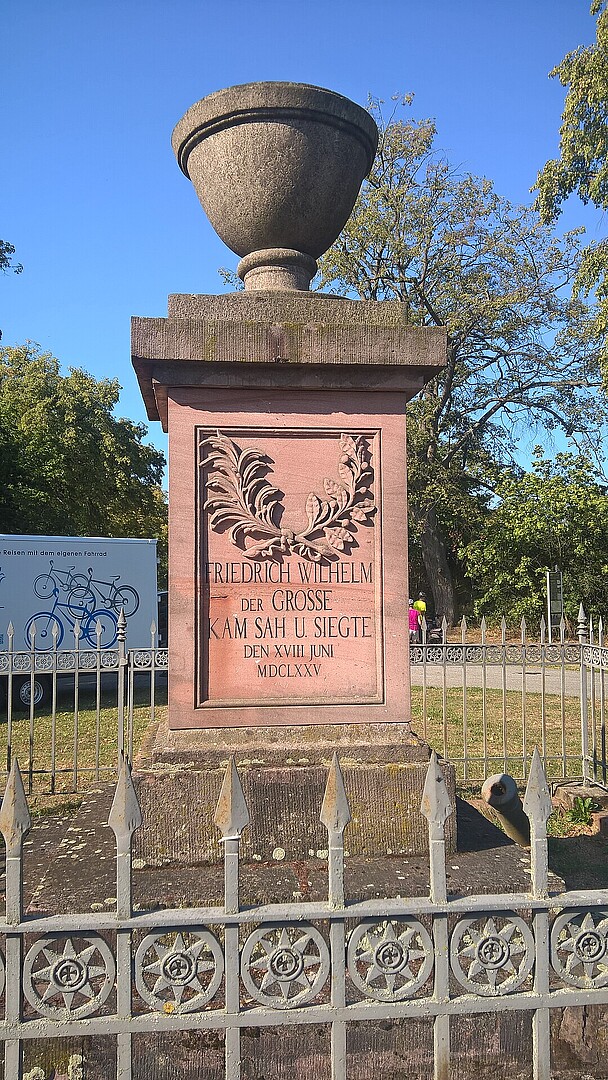 Reisen mit dem eigenen Fahrrad
FRIEDRICH WILHELM
DER GROSSE
KAM SAH U. SIEGTE
DEN XVIII JUNI
MDCLXXV